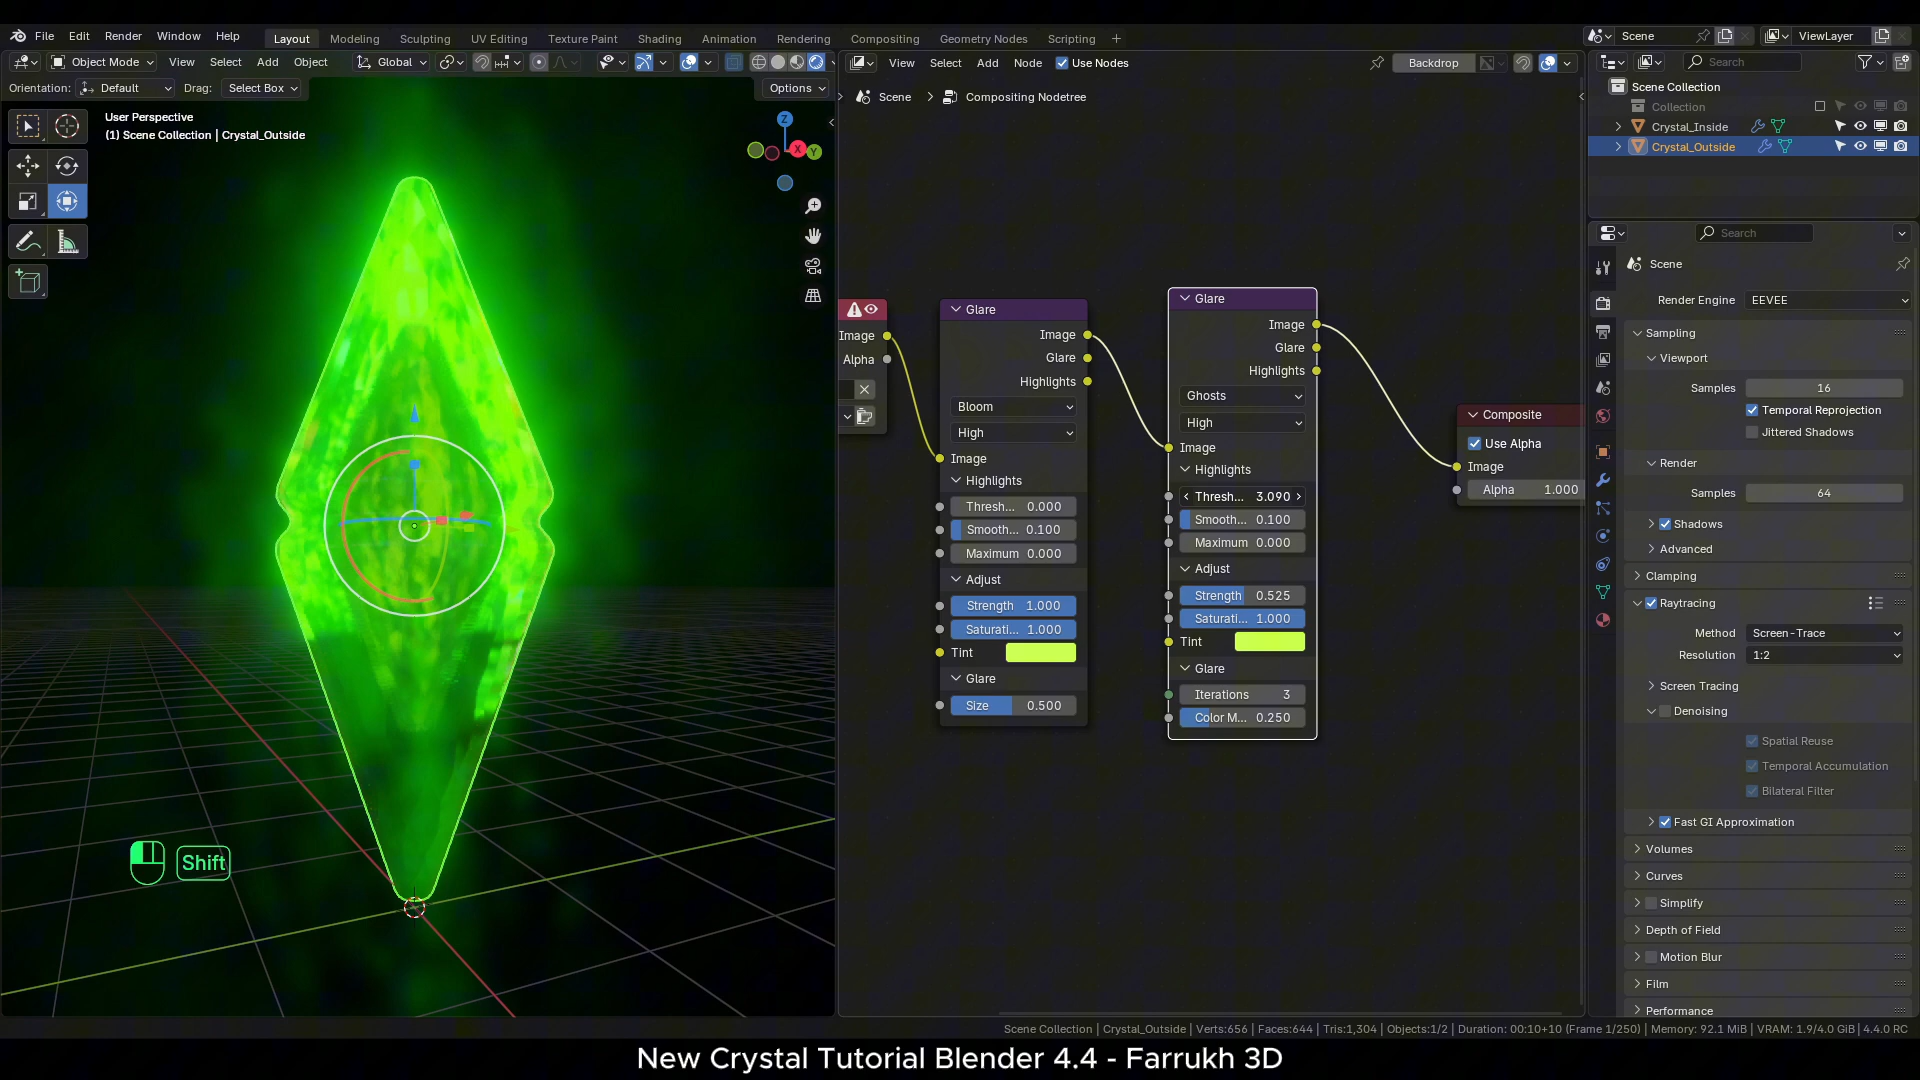 File Edit Render Window Help Layout Modeling Sculpting UV Editing Texture Paint Shading Animation Rendering Compositing Geometry Nodes Scripting + Scene ViewLayer
Object Mode View Select Add Object Global
View Select Add Node Use Nodes Backdrop
Search
Orientation: Default Drag: Select Box Options
Scene > Compositing Nodetree
User Perspective
(1) Scene Collection | Crystal_Outside
Z
X
Y
Scene Collection
Collection
Crystal_Inside
Crystal_Outside
Search
Scene
Render Engine EEVEE
Sampling
Viewport
Samples 16
Temporal Reprojection
Jittered Shadows
Render
Samples 64
Shadows
Advanced
Clamping
Raytracing
Method Screen-Trace
Resolution 1:2
Screen Tracing
Denoising
Spatial Reuse
Temporal Accumulation
Bilateral Filter
Fast GI Approximation
Volumes
Curves
Simplify
Depth of Field
Motion Blur
Film
Performance
Image
Alpha
Glare
Image
Glare
Highlights
Bloom
High
Image
Highlights
Thresh... 0.000
Smooth... 0.100
Maximum 0.000
Adjust
Strength 1.000
Saturati... 1.000
Tint
Glare
Size 0.500
Glare
Image
Glare
Highlights
Ghosts
High
Image
Highlights
Thresh... 3.090
Smooth... 0.100
Maximum 0.000
Adjust
Strength 0.525
Saturati... 1.000
Tint
Glare
Iterations 3
Color M... 0.250
Composite
Use Alpha
Image
Alpha 1.000
Shift
Scene Collection | Crystal_Outside | Verts:656 | Faces:644 | Tris:1,304 | Objects:1/2 | Duration: 00:10+10 (Frame 1/250) | Memory: 92.1 MiB | VRAM: 1.9/4.0 GiB | 4.4.0 RC
New Crystal Tutorial Blender 4.4 - Farrukh 3D